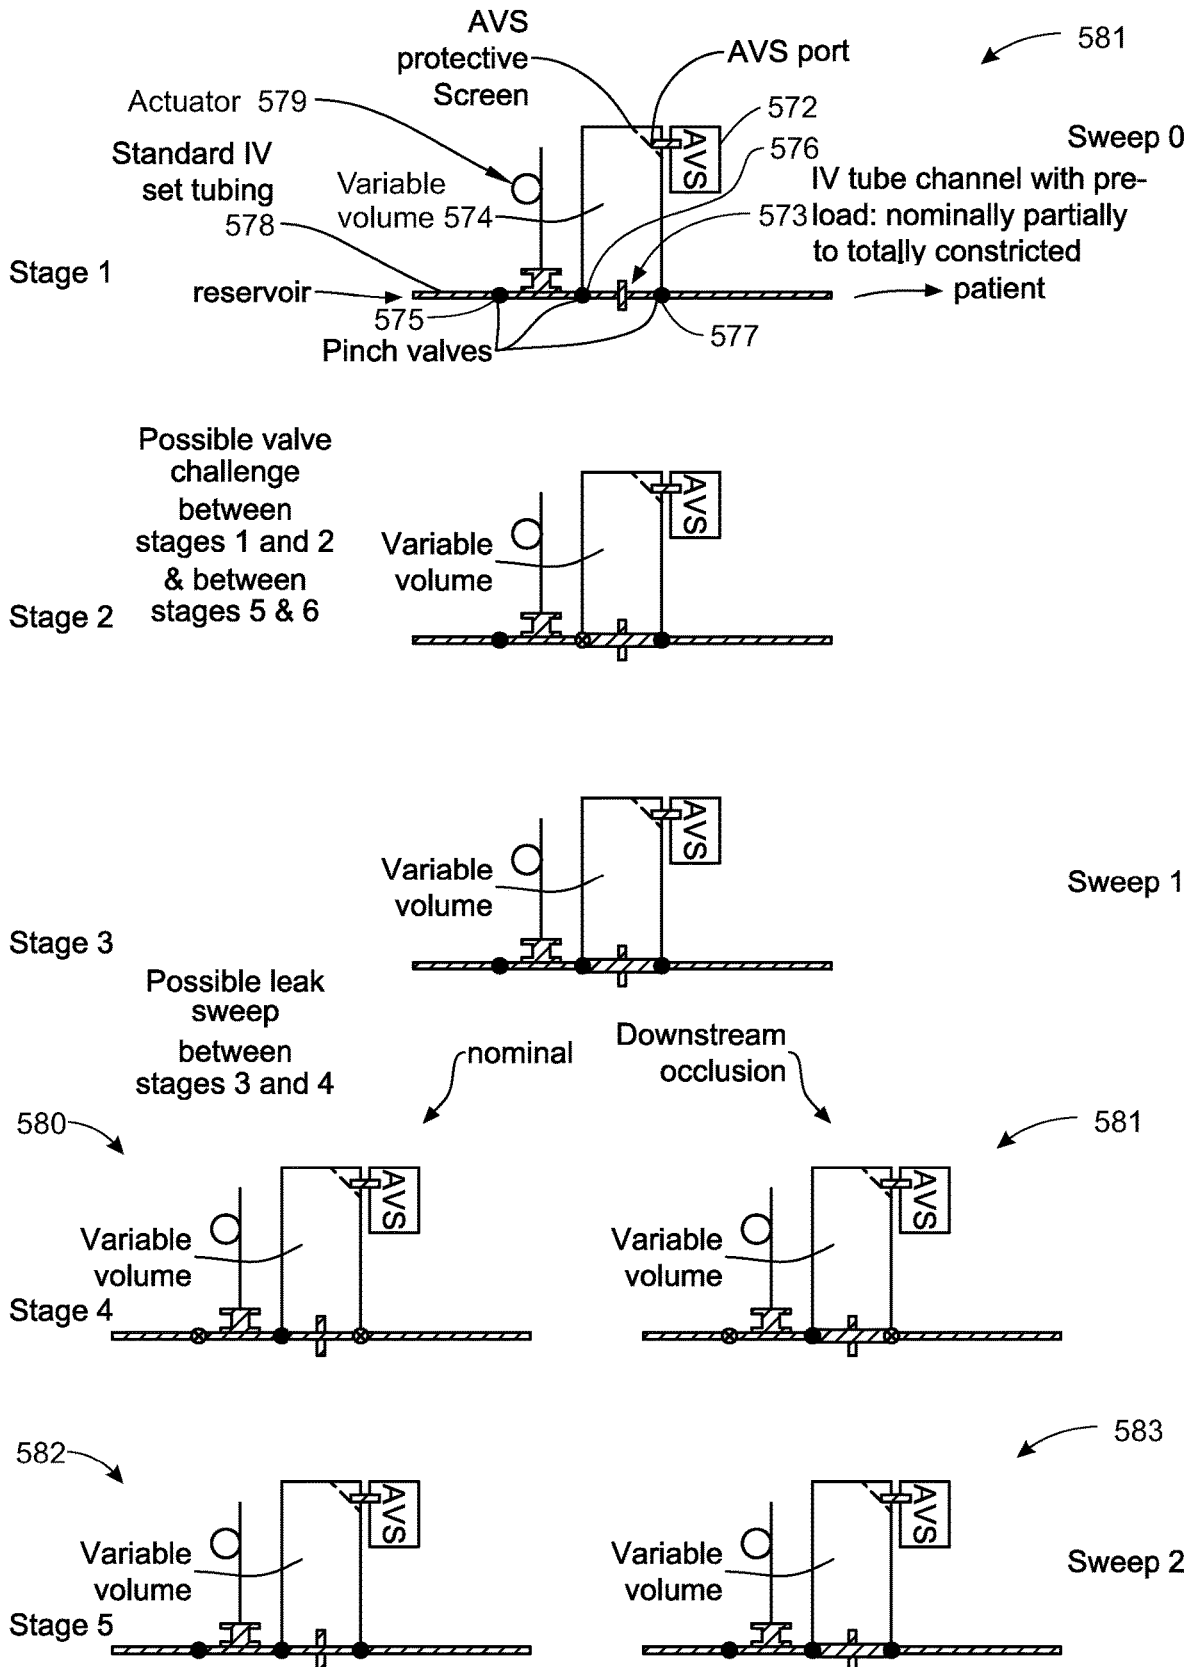 AVS
protective
Screen
AVS port
581
Actuator 579
572
576
AVS
Sweep 0
Standard IV
set tubing
578
Variable
volume 574
573
IV tube channel with pre-
load: nominally partially
to totally constricted
Stage 1
reservoir
patient
575
577
Pinch valves
Possible valve
challenge
between
stages 1 and 2
& between
stages 5 & 6
AVS
Variable
volume
Stage 2
AVS
Variable
volume
Sweep 1
Stage 3
Possible leak
sweep
between
stages 3 and 4
nominal
Downstream
occlusion
580
581
AVS
AVS
Variable
volume
Variable
volume
Stage 4
582
583
AVS
AVS
Variable
volume
Variable
volume
Sweep 2
Stage 5